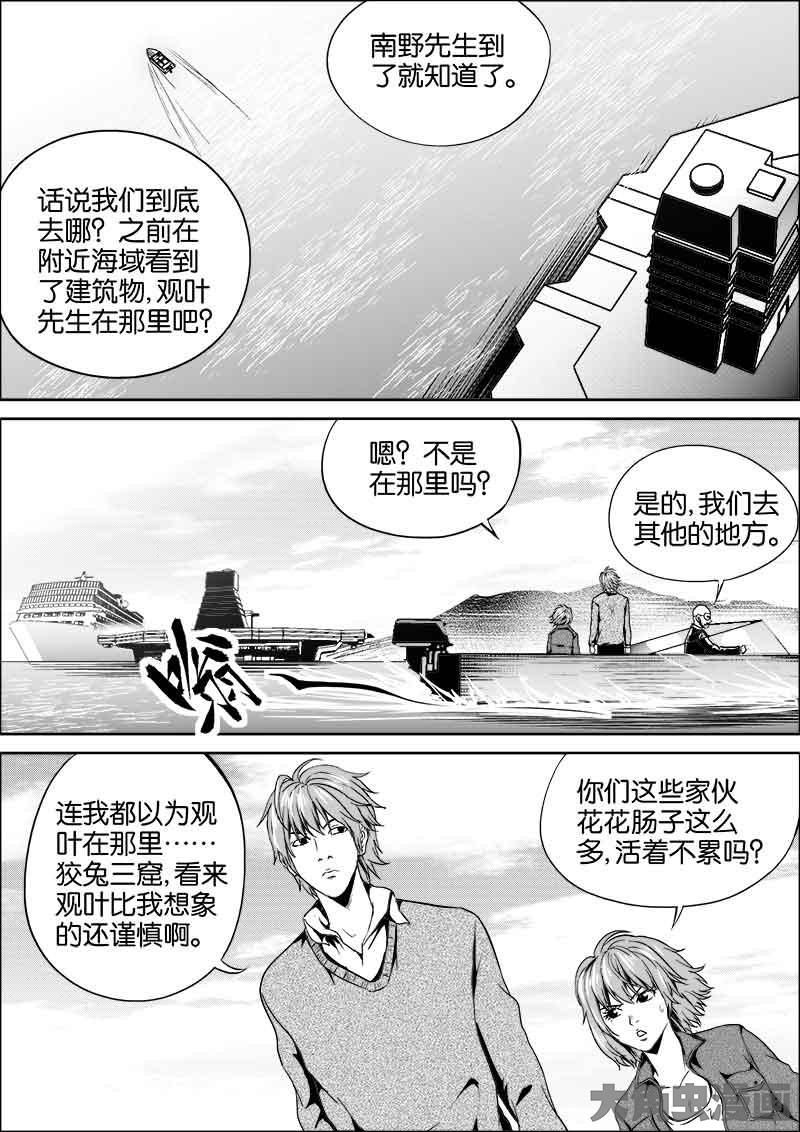 话说我们到底
去哪？之前在
附近海域看到
了建筑物，观叶
先生在那里吧？
南野先生到
了就知道了。
嗯？不是
在那里吗？
是的，我们去
其他的地方。
连我都以为观
叶在那里……
狡兔三窟，看来
观叶比我想象
的还谨慎啊。
你们这些家伙
花花肠子这么
多，活着不累吗？
大角虫漫画